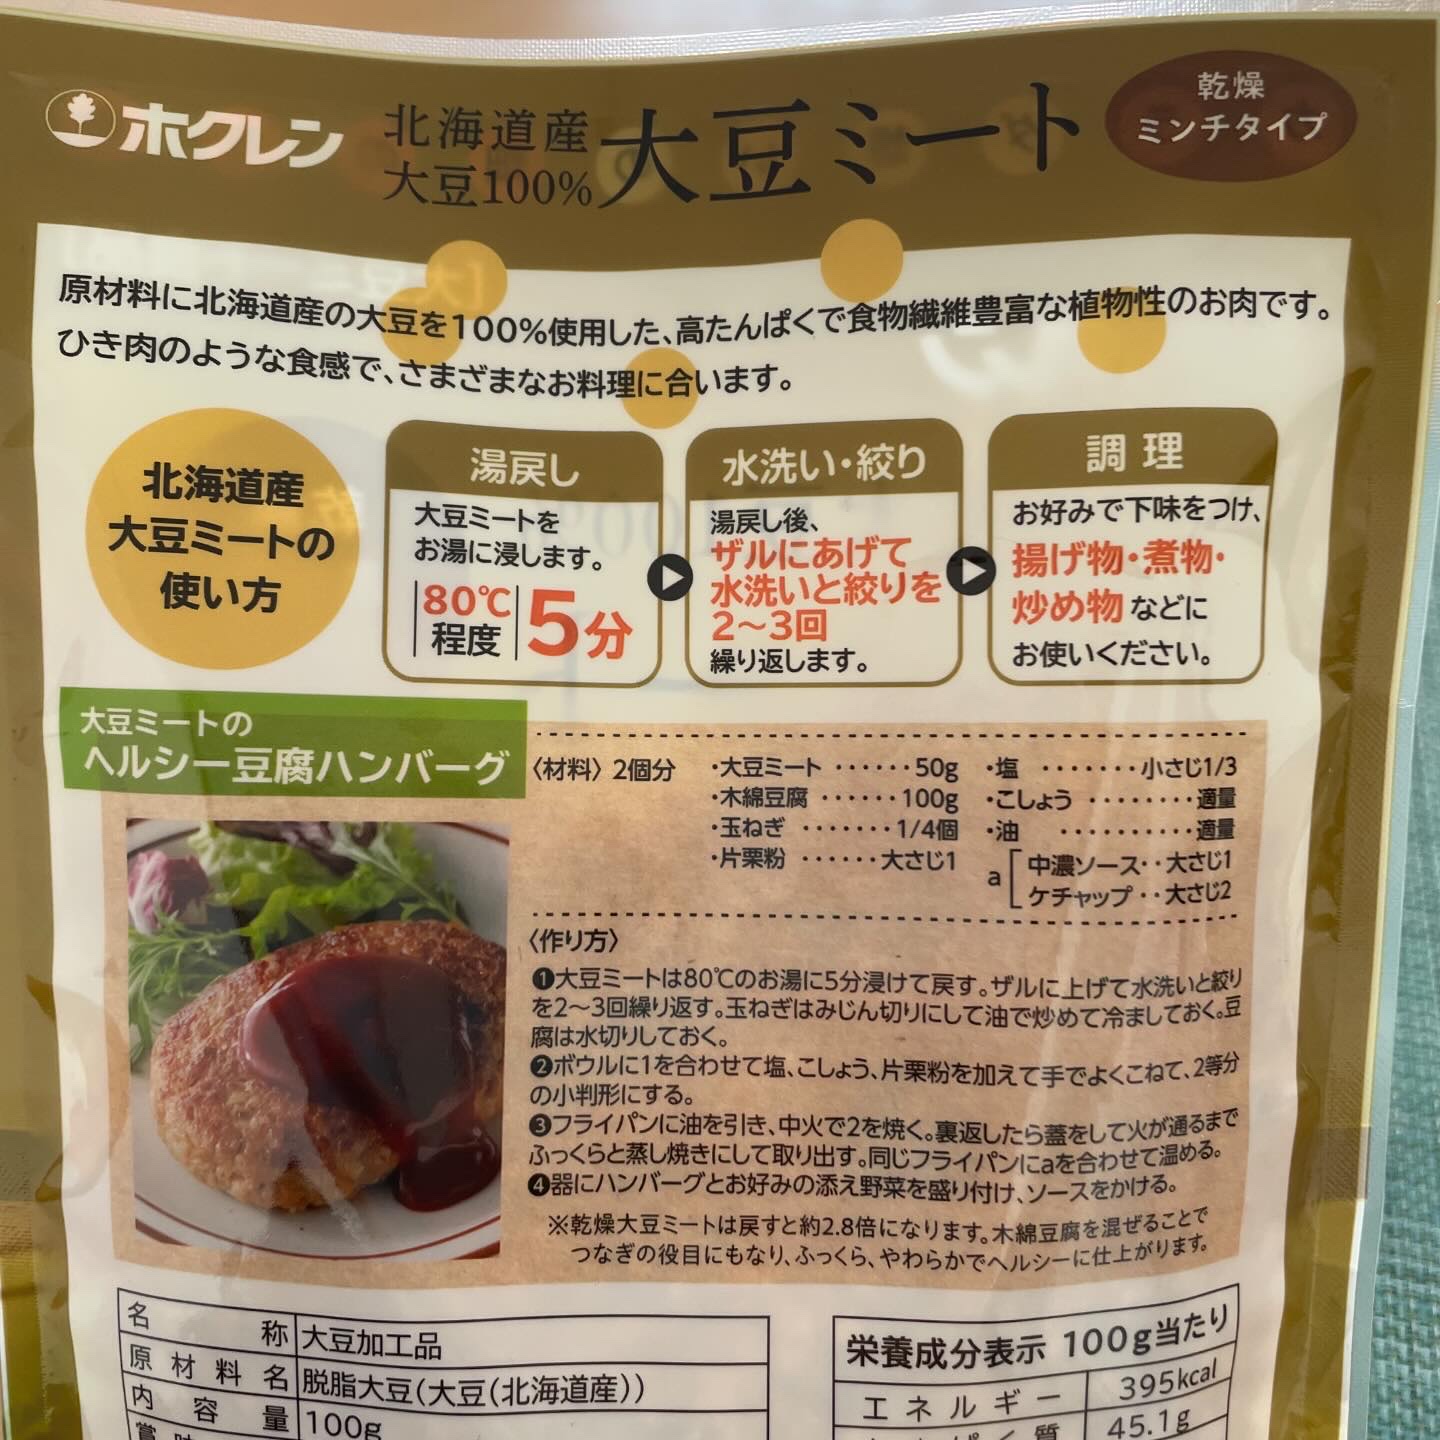 ホクレン
北海道産
大豆100%
大豆ミート
乾燥
ミンチタイプ
原材料に北海道産の大豆を100%使用した、高たんぱくで食物繊維豊富な植物性のお肉です。
ひき肉のような食感で、さまざまなお料理に合います。
北海道産
大豆ミートの
使い方
湯戻し
大豆ミートを
お湯に浸します。
80℃
程度
5分
水洗い・絞り
湯戻し後、
ザルにあげて
水洗いと絞りを
2〜3回
繰り返します。
調理
お好みで下味をつけ、
揚げ物・煮物・
炒め物などに
お使いください。
大豆ミートの
ヘルシー豆腐ハンバーグ
〈材料〉2個分
・大豆ミート ・・・・・・50g
・木綿豆腐 ・・・・・・100g
・玉ねぎ ・・・・・・・1/4個
・片栗粉 ・・・・・・大さじ1
・塩 ・・・・・・・小さじ1/3
・こしょう ・・・・・・・・適量
・油 ・・・・・・・・・・適量
a
中濃ソース・・大さじ1
ケチャップ・・大さじ2
〈作り方〉
❶大豆ミートは80℃のお湯に5分浸けて戻す。ザルに上げて水洗いと絞り
を2〜3回繰り返す。玉ねぎはみじん切りにして油で炒めて冷ましておく。豆
腐は水切りしておく。
❷ボウルに1を合わせて塩、こしょう、片栗粉を加えて手でよくこねて、2等分
の小判形にする。
❸フライパンに油を引き、中火で2を焼く。裏返したら蓋をして火が通るまで
ふっくらと蒸し焼きにして取り出す。同じフライパンにaを合わせて温める。
❹器にハンバーグとお好みの添え野菜を盛り付け、ソースをかける。
※乾燥大豆ミートは戻すと約2.8倍になります。木綿豆腐を混ぜることで
つなぎの役目にもなり、ふっくら、やわらかでヘルシーに仕上がります。
名称 大豆加工品
原材料名 脱脂大豆(大豆(北海道産))
内容量 100g
栄養成分表示 100g当たり
エネルギー 395kcal
45.1g